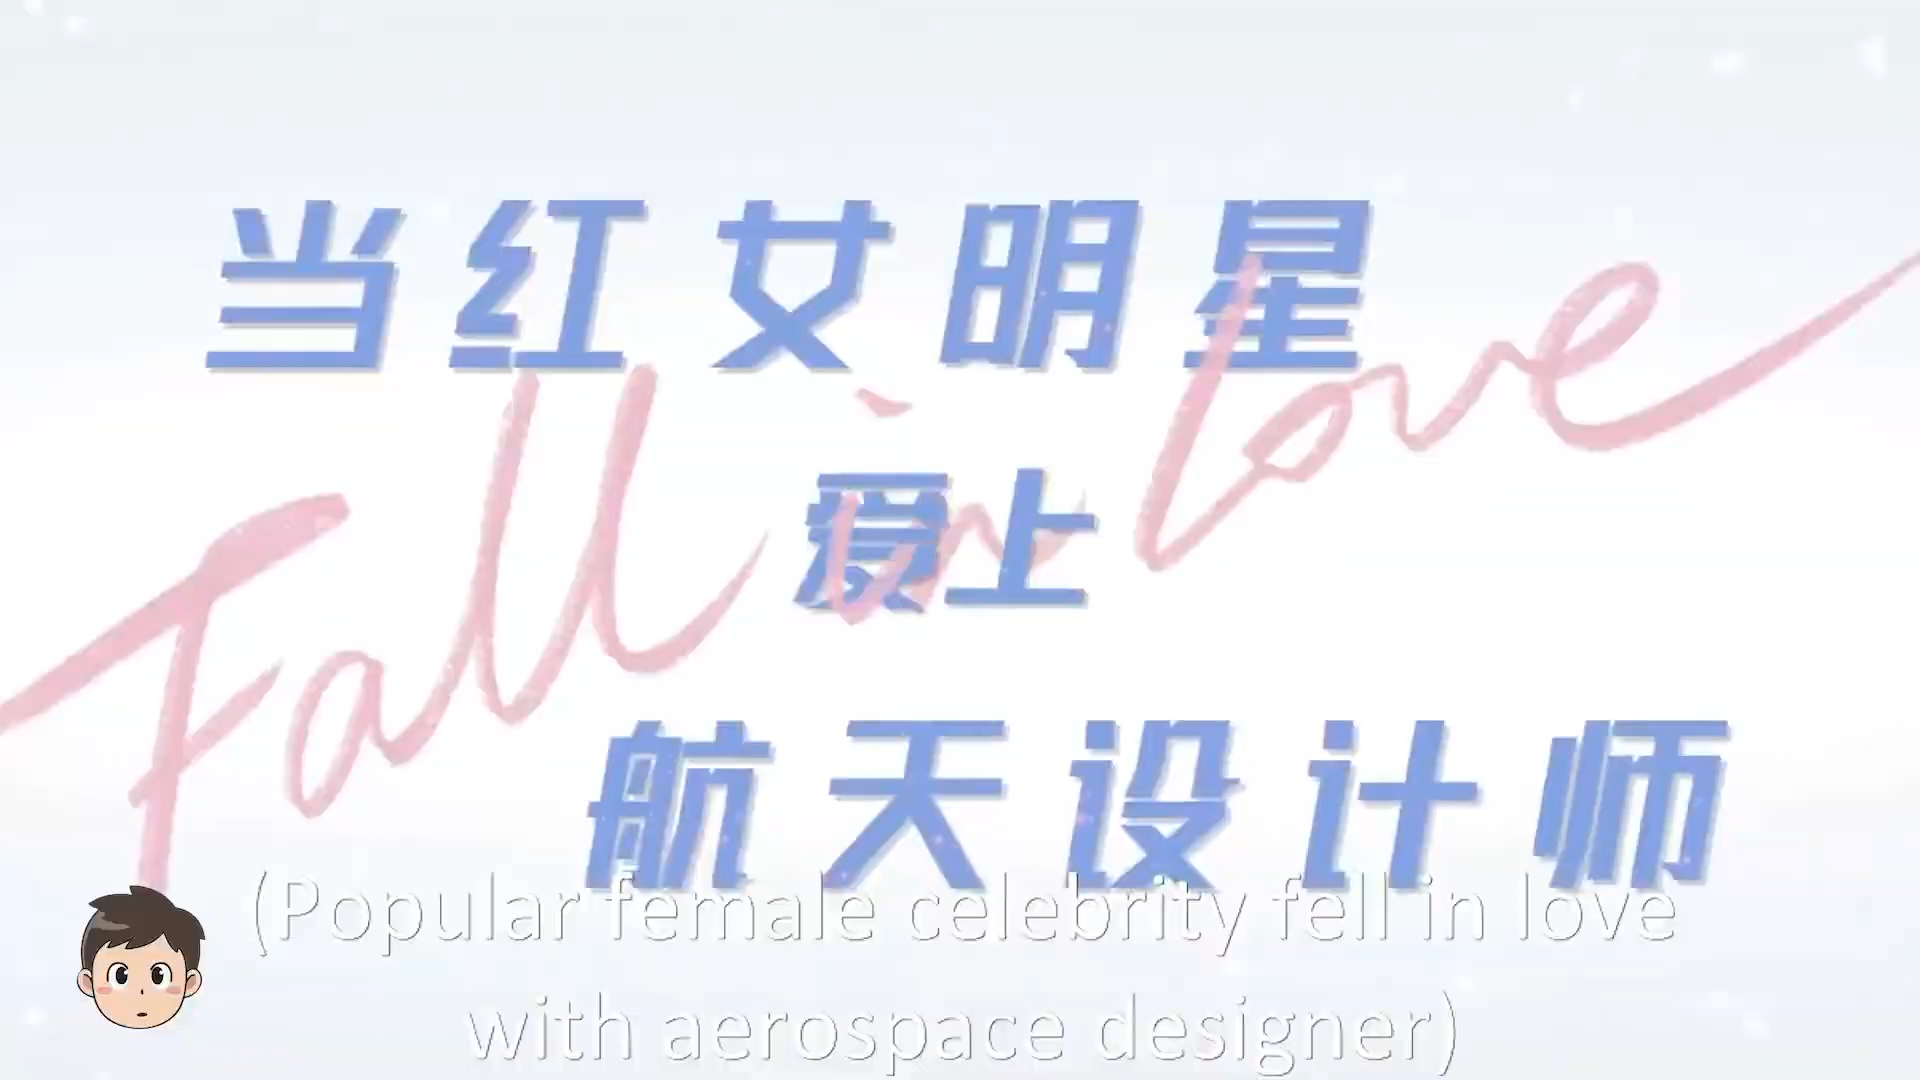 当红女明星
Fall in love
爱上
航天设计师
(Popular female celebrity fell in love
with aerospace designer)